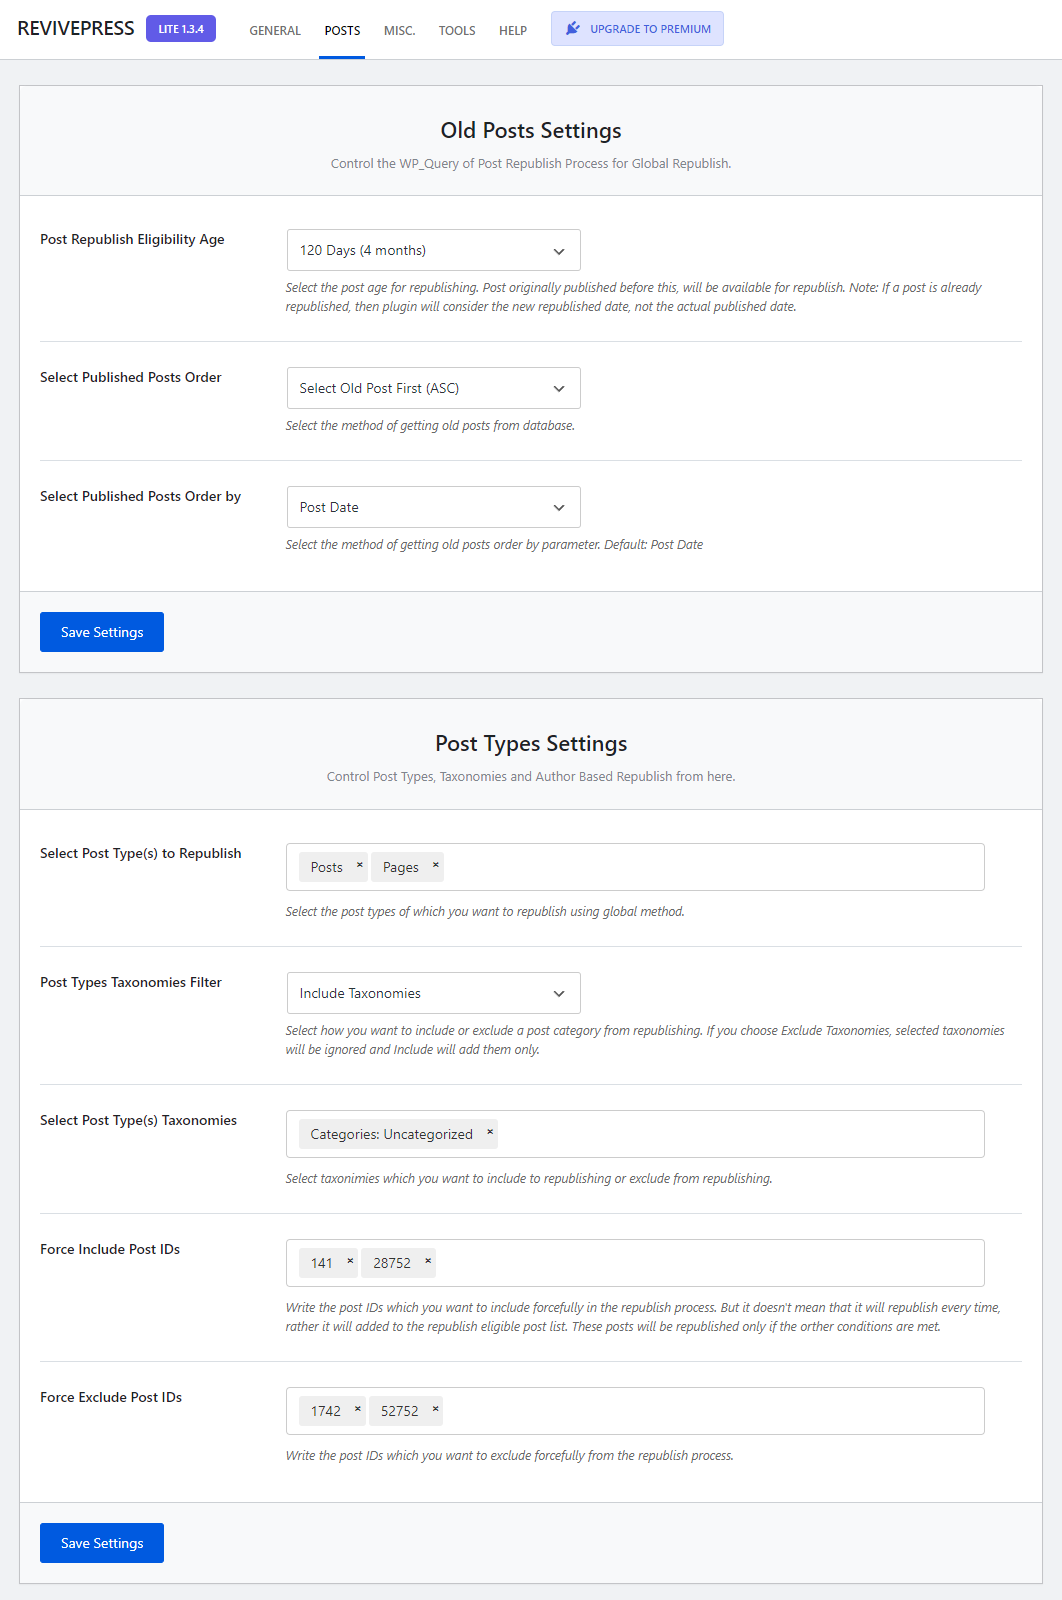 REVIVEPRESS LITE 1.3.4 GENERAL POSTS MISC. TOOLS HELP UPGRADE TO PREMIUM
Old Posts Settings
Control the WP_Query of Post Republish Process for Global Republish.
Post Republish Eligibility Age
120 Days (4 months)
Select the post age for republishing. Post originally published before this, will be available for republish. Note: If a post is already
republished, then plugin will consider the new republished date, not the actual published date.
Select Published Posts Order
Select Old Post First (ASC)
Select the method of getting old posts from database.
Select Published Posts Order by
Post Date
Select the method of getting old posts order by parameter. Default: Post Date
Save Settings
Post Types Settings
Control Post Types, Taxonomies and Author Based Republish from here.
Select Post Type(s) to Republish
Posts × Pages ×
Select the post types of which you want to republish using global method.
Post Types Taxonomies Filter
Include Taxonomies
Select how you want to include or exclude a post category from republishing. If you choose Exclude Taxonomies, selected taxonomies
will be ignored and Include will add them only.
Select Post Type(s) Taxonomies
Categories: Uncategorized ×
Select taxonimies which you want to include to republishing or exclude from republishing.
Force Include Post IDs
141 × 28752 ×
Write the post IDs which you want to include forcefully in the republish process. But it doesn't mean that it will republish every time,
rather it will added to the republish eligible post list. These posts will be republished only if the orther conditions are met.
Force Exclude Post IDs
1742 × 52752 ×
Write the post IDs which you want to exclude forcefully from the republish process.
Save Settings